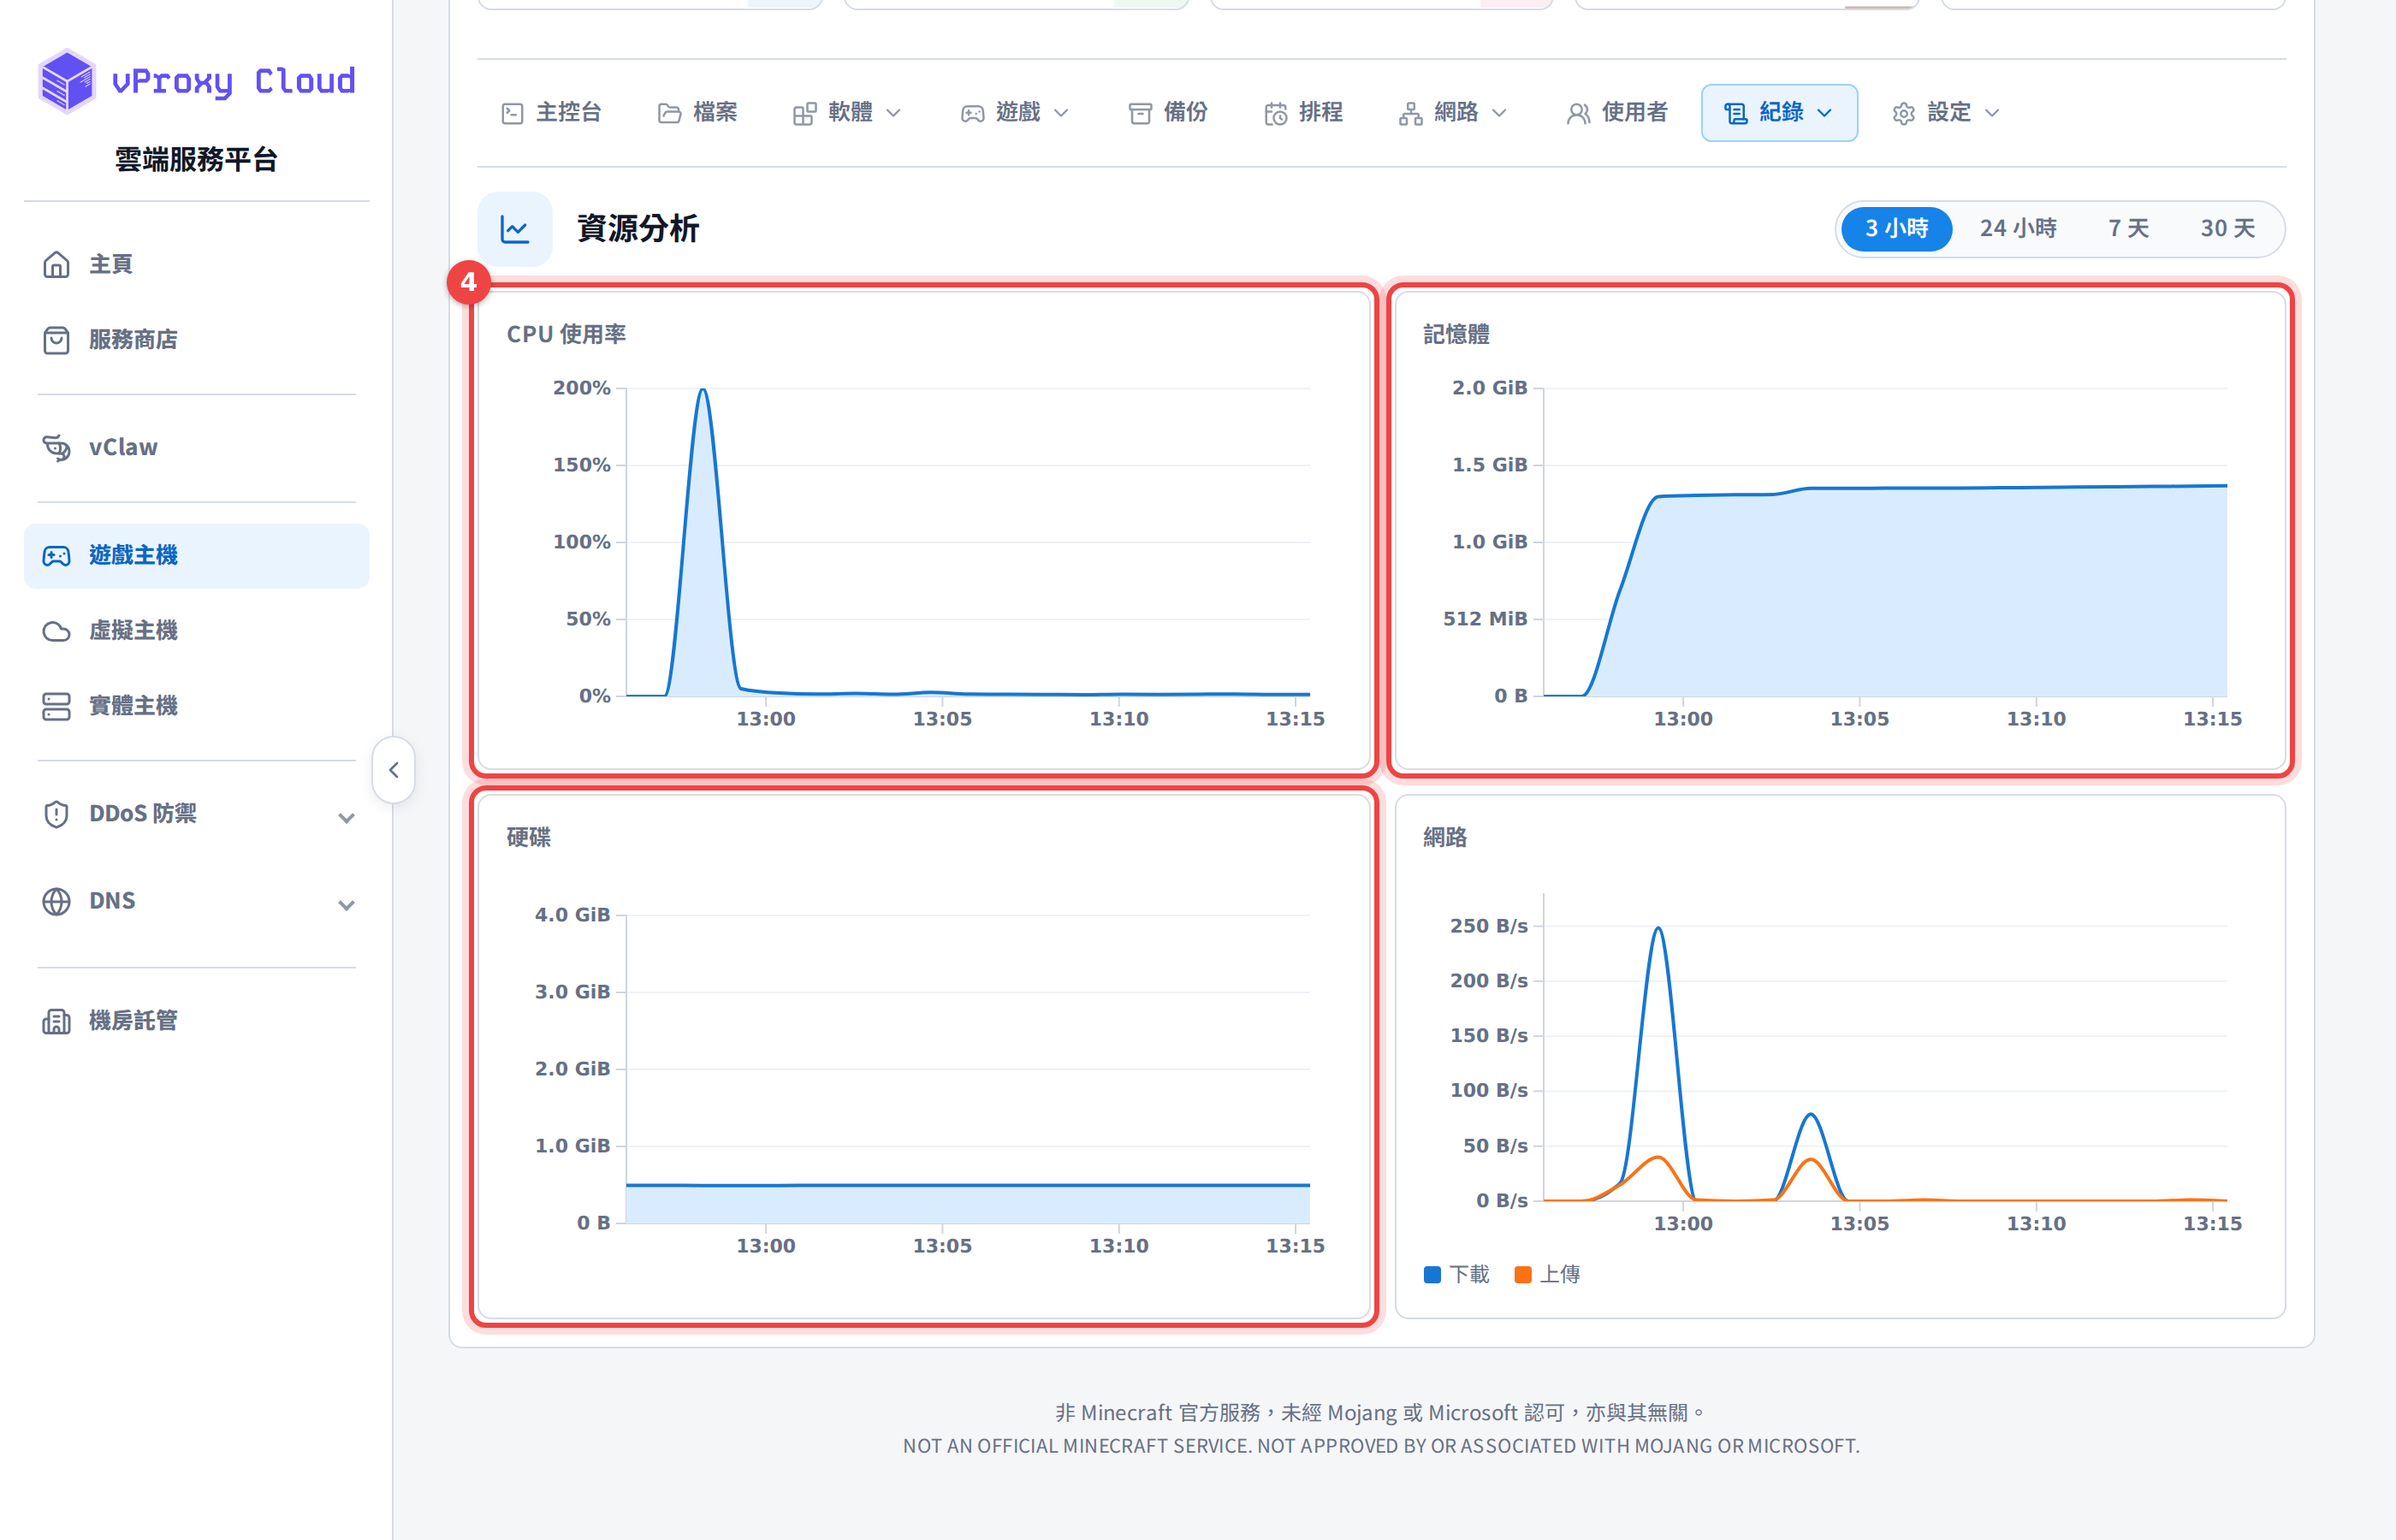 vProxy Cloud
雲端服務平台
主頁
服務商店
vClaw
遊戲主機
虛擬主機
實體主機
DDoS 防禦
DNS
機房託管
主控台 檔案 軟體 遊戲 備份 排程 網路 使用者 紀錄 設定
資源分析
3 小時 24 小時 7 天 30 天
4
CPU 使用率
200%
150%
100%
50%
0%
13:00 13:05 13:10 13:15
記憶體
2.0 GiB
1.5 GiB
1.0 GiB
512 MiB
0 B
13:00 13:05 13:10 13:15
硬碟
4.0 GiB
3.0 GiB
2.0 GiB
1.0 GiB
0 B
13:00 13:05 13:10 13:15
網路
250 B/s
200 B/s
150 B/s
100 B/s
50 B/s
0 B/s
13:00 13:05 13:10 13:15
下載 上傳
非 Minecraft 官方服務，未經 Mojang 或 Microsoft 認可，亦與其無關。
NOT AN OFFICIAL MINECRAFT SERVICE. NOT APPROVED BY OR ASSOCIATED WITH MOJANG OR MICROSOFT.